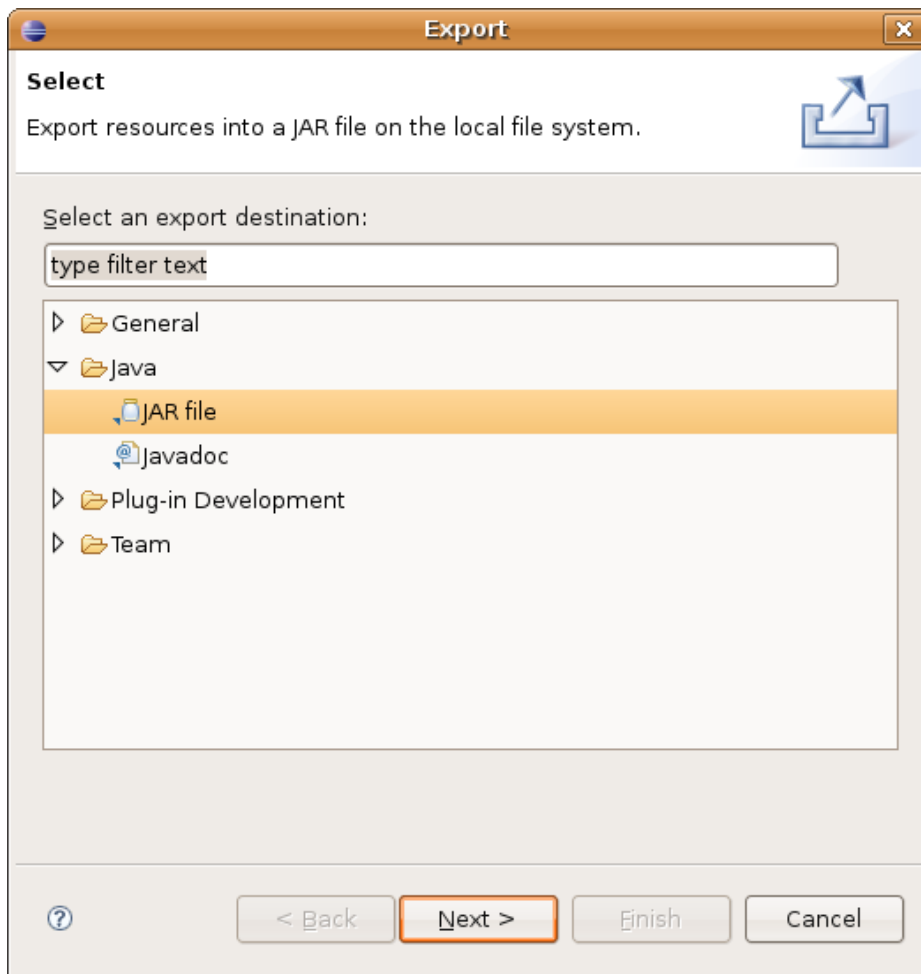 Export
Select
Export resources into a JAR file on the local file system.
Select an export destination:
type filter text
General
Java
JAR file
Javadoc
Plug-in Development
Team
? < Back Next > Finish Cancel